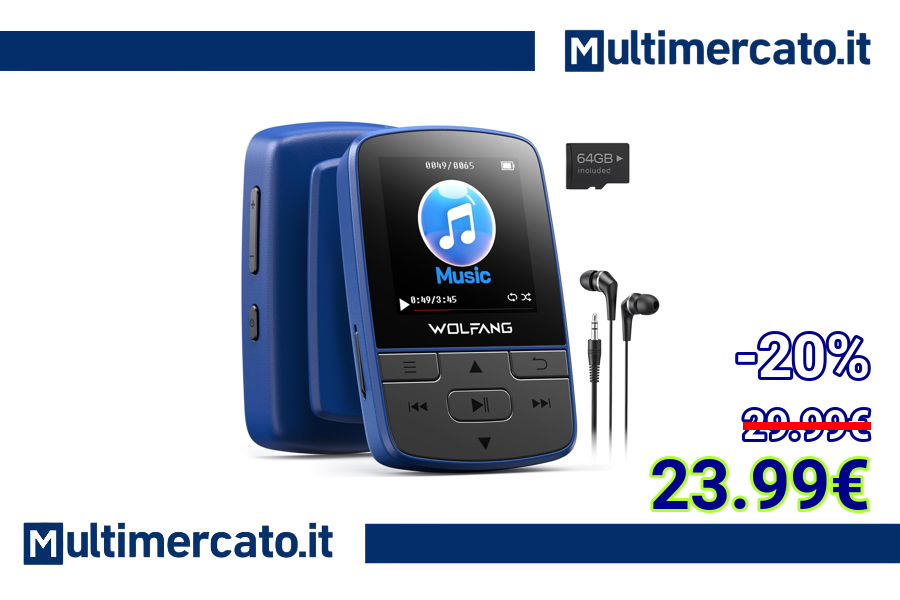 Multimercato.it
64GB
included
0049/0065
Music
0:49/3:45
WOLFANG
-20%
29.99€
23.99€
Multimercato.it